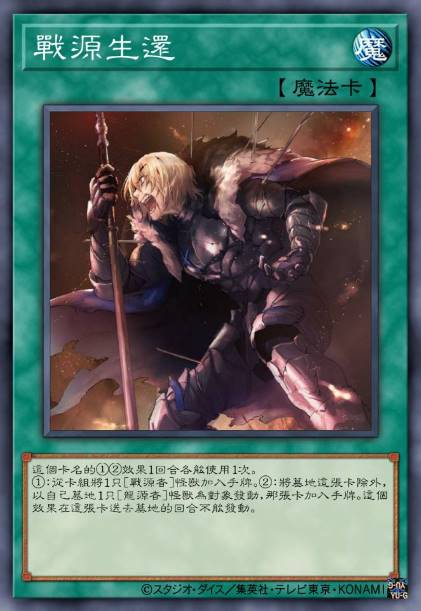 戰源生還
魔
【魔法卡】
這個卡名的①②效果1回合各能使用1次。
①:從卡組將1只[戰源者]怪獸加入手牌。②:將墓地這張卡除外,
以自己墓地1只[龍源者]怪獸為對象發動,那張卡加入手牌。這個
效果在這張卡送去墓地的回合不能發動。
©スタジオ・ダイス/集英社・テレビ東京・KONAMI